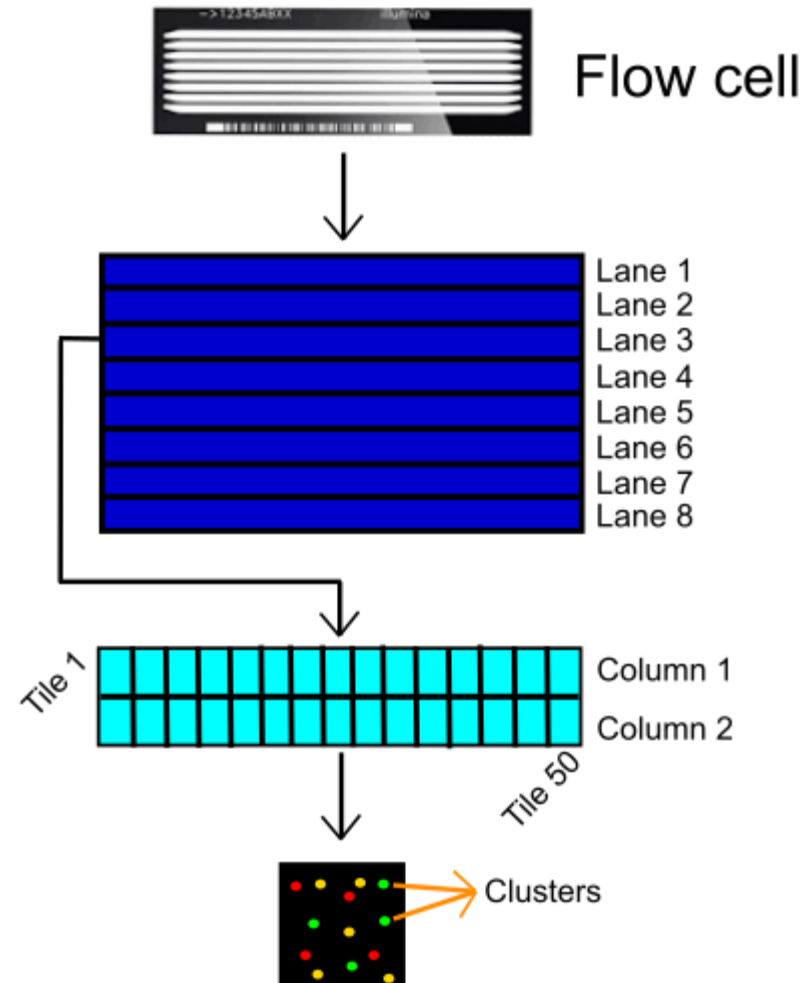 ->12345ABXX illumina
Flow cell
Lane 1
Lane 2
Lane 3
Lane 4
Lane 5
Lane 6
Lane 7
Lane 8
Tile 1
Column 1
Column 2
Tile 50
Clusters